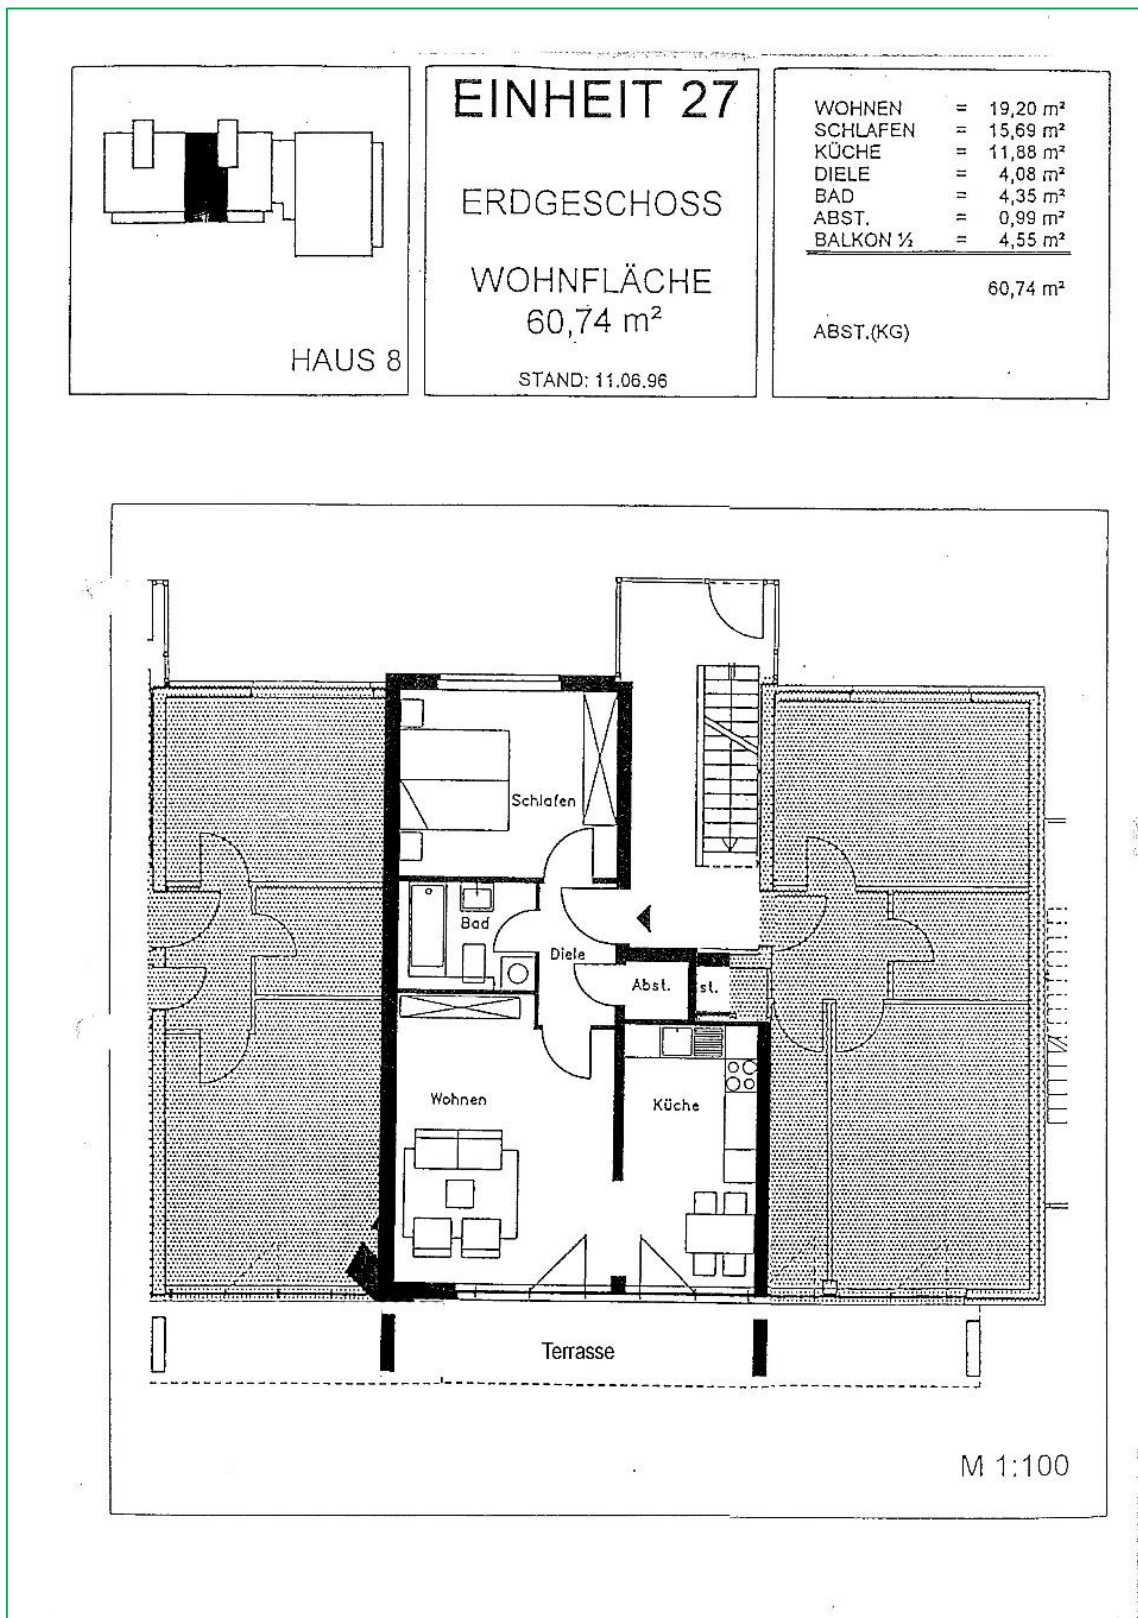 HAUS 8
EINHEIT 27
ERDGESCHOSS
WOHNFLÄCHE
60,74 m²
STAND: 11.06.96
WOHNEN = 19,20 m²
SCHLAFEN = 15,69 m²
KÜCHE = 11,88 m²
DIELE = 4,08 m²
BAD = 4,35 m²
ABST. = 0,99 m²
BALKON ½ = 4,55 m²
60,74 m²
ABST.(KG)
Schlafen
Bad
Diele
Abst.
st.
Wohnen
Küche
Terrasse
M 1:100